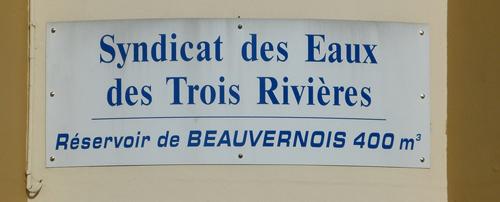 Syndicat des Eaux
des Trois Rivières
Réservoir de BEAUVERNOIS 400 m³